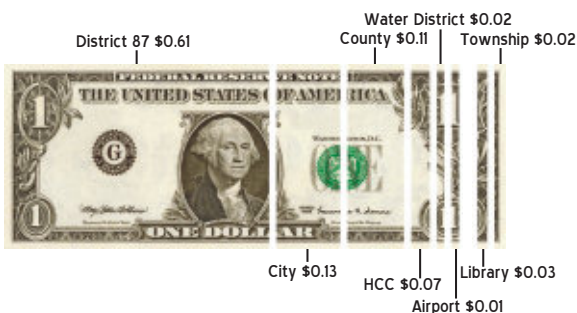 Water District $0.02
District 87 $0.61
County $0.11
Township $0.02
FEDERAL RESERVE NOTE
THE UNITED STATES OF AMERICA
1
G
1
ONE DOLLAR
City $0.13
HCC $0.07
Library $0.03
Airport $0.01